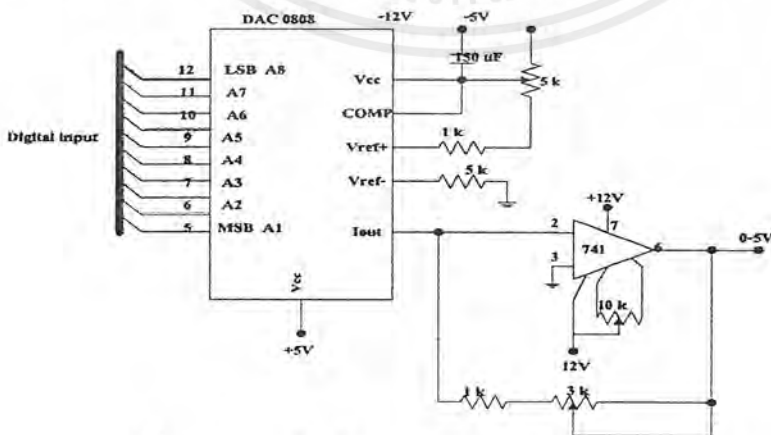 DAC 0808
-12V
-5V
150 uF
12 LSB A8
11 A7
10 A6
9 A5
8 A4
7 A3
6 A2
5 MSB A1
Digital input
Vcc
COMP
Vref+
Vref-
Iout
5 k
1 k
5 k
Vcc
+5V
+12V
2
7
741
6
3
0-5V
10 k
12V
1 k
3 k